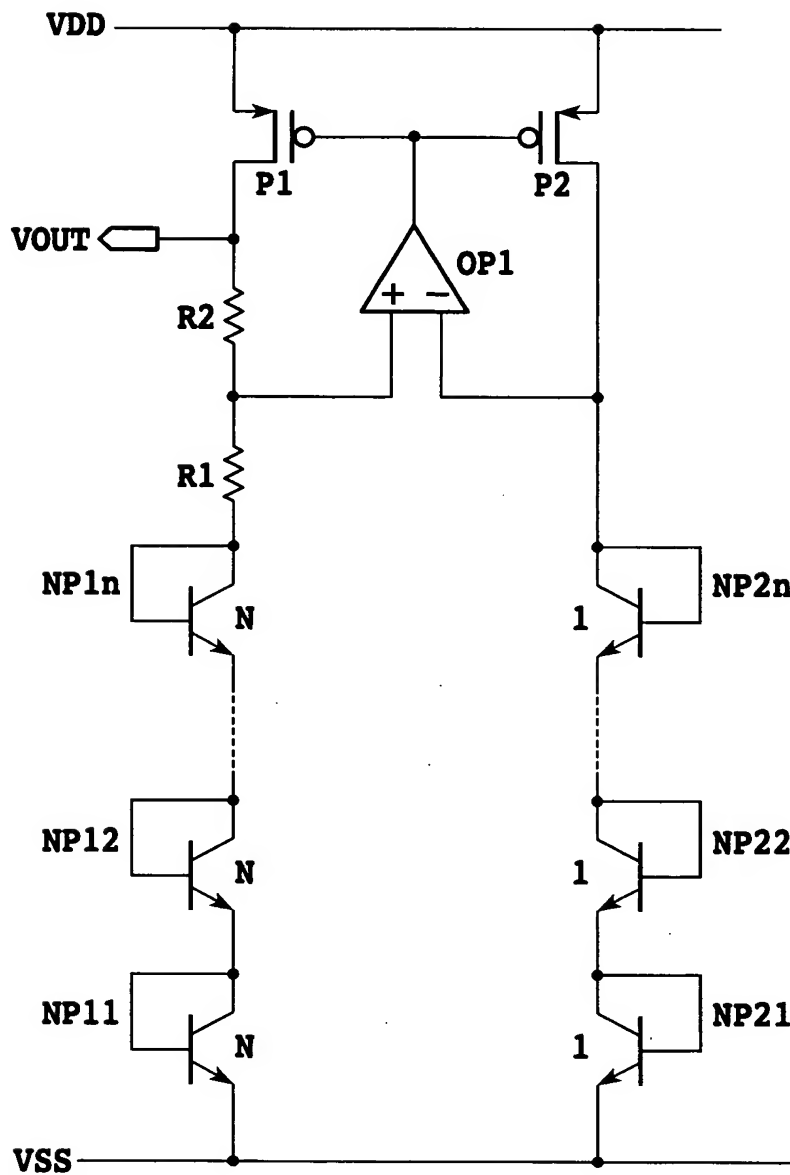 VDD
P1
P2
VOUT
OP1
+ −
R2
R1
NP1n
N
1
NP2n
NP12
N
1
NP22
NP11
N
1
NP21
VSS